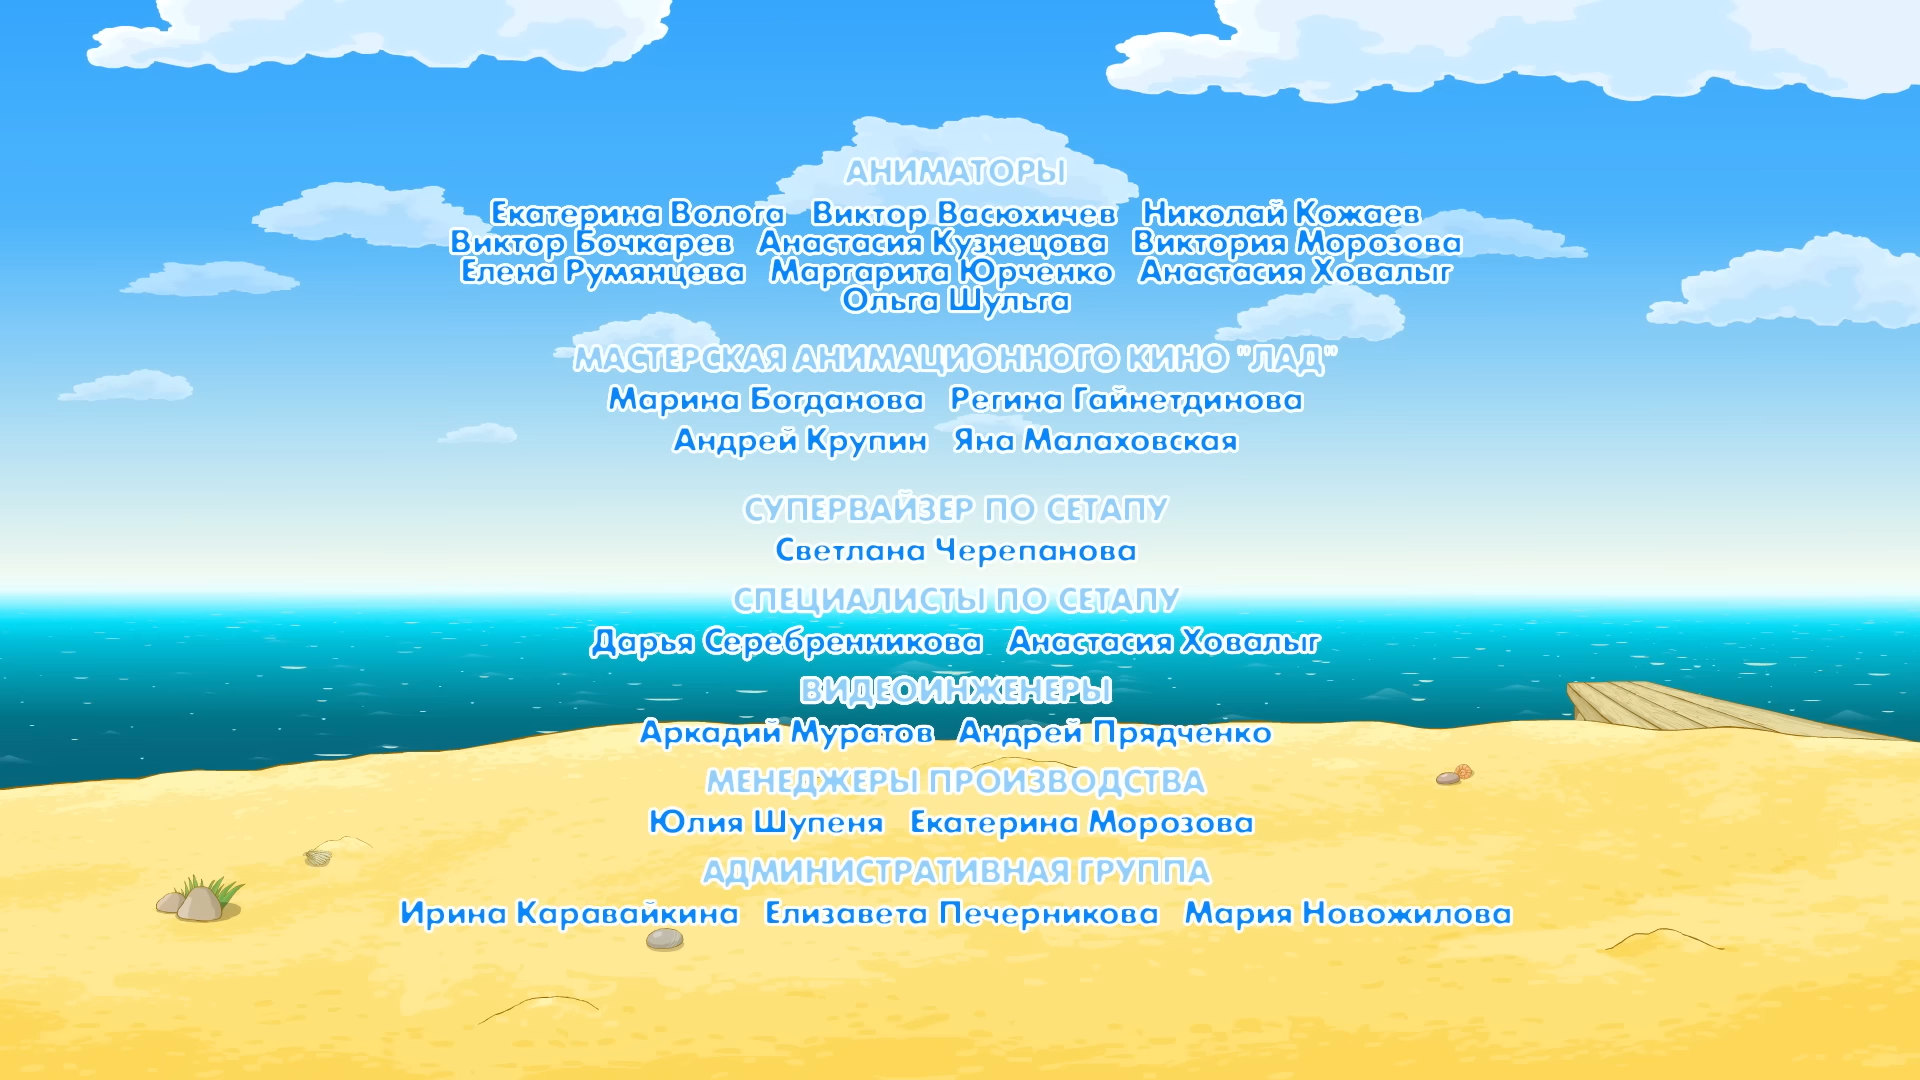 АНИМАТОРЫ
Екатерина Волога   Виктор Васюхичев   Николай Кожаев
Виктор Бочкарев   Анастасия Кузнецова   Виктория Морозова
Елена Румянцева   Маргарита Юрченко   Анастасия Ховалыг
Ольга Шульга
МАСТЕРСКАЯ АНИМАЦИОННОГО КИНО "ЛАД"
Марина Богданова   Регина Гайнетдинова
Андрей Крупин   Яна Малаховская
СУПЕРВАЙЗЕР ПО СЕТАПУ
Светлана Черепанова
СПЕЦИАЛИСТЫ ПО СЕТАПУ
Дарья Серебренникова   Анастасия Ховалыг
ВИДЕОИНЖЕНЕРЫ
Аркадий Муратов   Андрей Прядченко
МЕНЕДЖЕРЫ ПРОИЗВОДСТВА
Юлия Шупеня   Екатерина Морозова
АДМИНИСТРАТИВНАЯ ГРУППА
Ирина Каравайкина   Елизавета Печерникова   Мария Новожилова